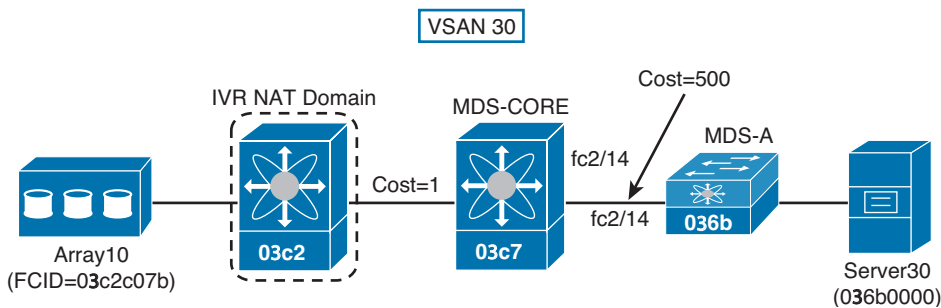 VSAN 30
IVR NAT Domain
MDS-CORE
Cost=500
MDS-A
fc2/14
Cost=1
fc2/14
03c2
03c7
036b
Array10
(FCID=03c2c07b)
Server30
(036b0000)